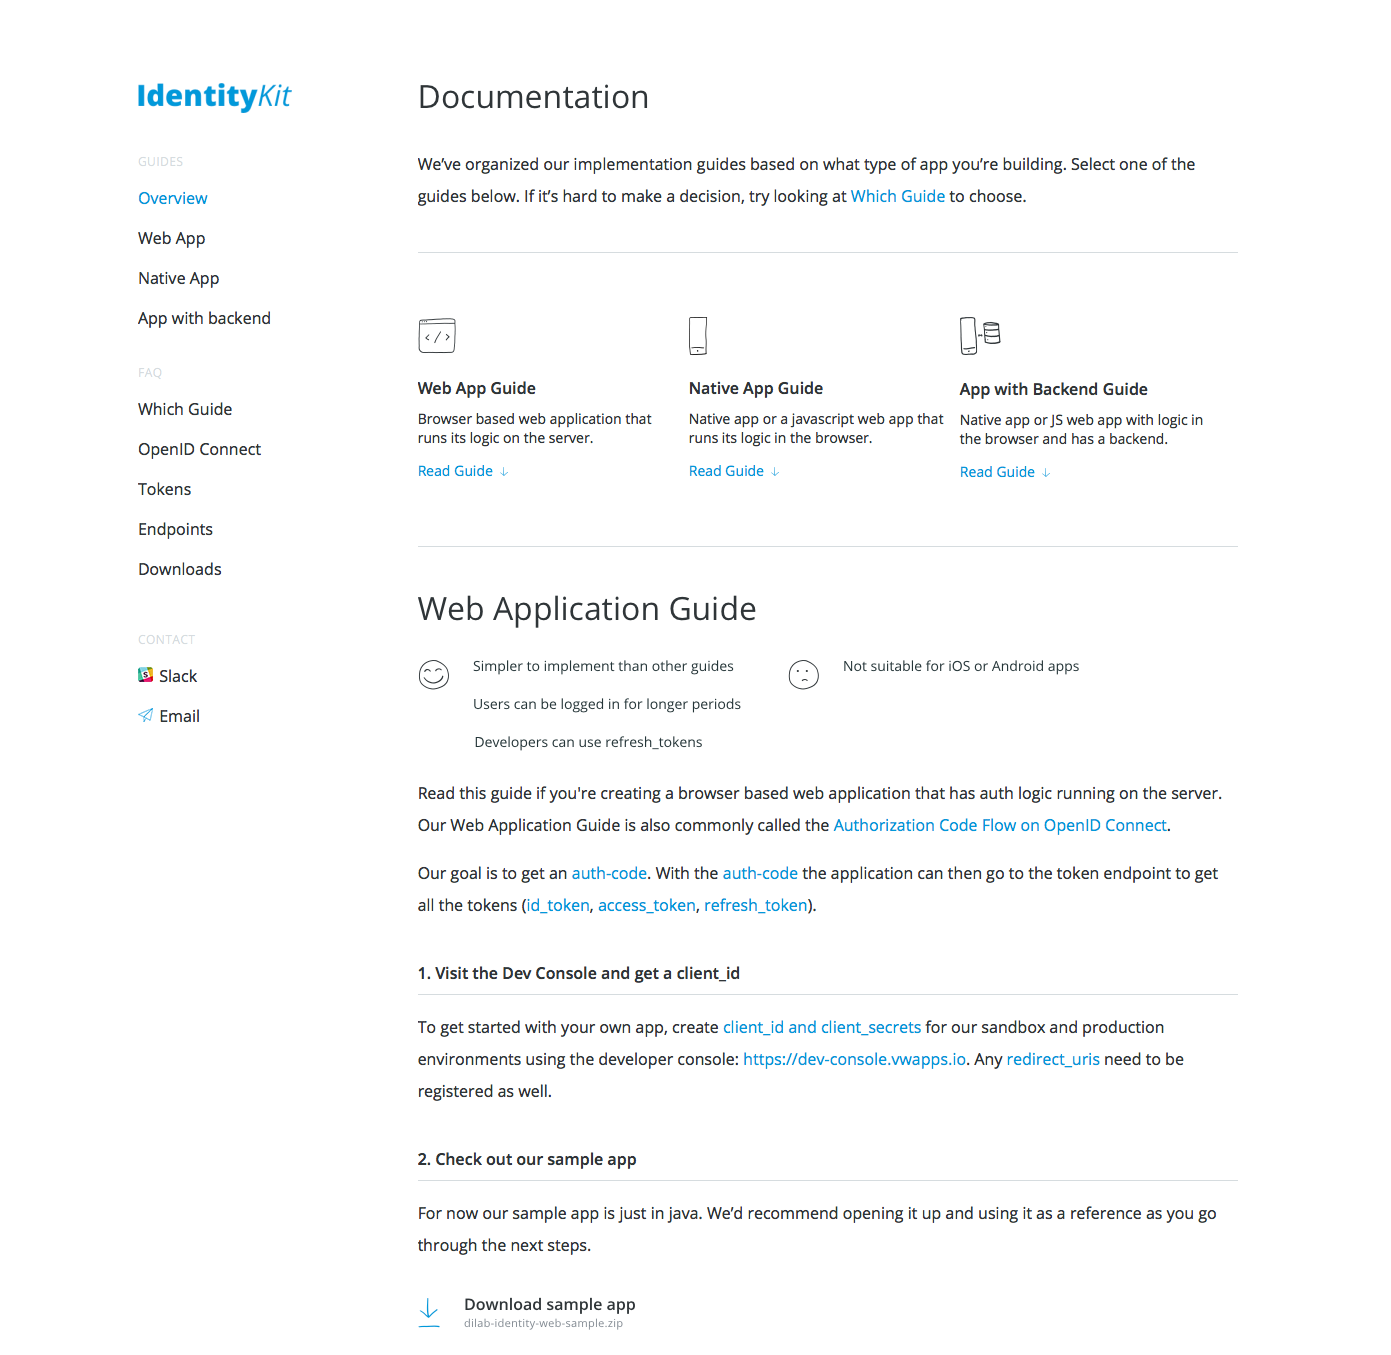 IdentityKit
GUIDES
Overview
Web App
Native App
App with backend
FAQ
Which Guide
OpenID Connect
Tokens
Endpoints
Downloads
CONTACT
Slack
Email
Documentation
We’ve organized our implementation guides based on what type of app you’re building. Select one of the
guides below. If it’s hard to make a decision, try looking at Which Guide to choose.
</>
Web App Guide
Browser based web application that
runs its logic on the server.
Read Guide ↓
Native App Guide
Native app or a javascript web app that
runs its logic in the browser.
Read Guide ↓
App with Backend Guide
Native app or JS web app with logic in
the browser and has a backend.
Read Guide ↓
Web Application Guide
Simpler to implement than other guides
Users can be logged in for longer periods
Developers can use refresh_tokens
Not suitable for iOS or Android apps
Read this guide if you're creating a browser based web application that has auth logic running on the server.
Our Web Application Guide is also commonly called the Authorization Code Flow on OpenID Connect.
Our goal is to get an auth-code. With the auth-code the application can then go to the token endpoint to get
all the tokens (id_token, access_token, refresh_token).
1. Visit the Dev Console and get a client_id
To get started with your own app, create client_id and client_secrets for our sandbox and production
environments using the developer console: https://dev-console.vwapps.io. Any redirect_uris need to be
registered as well.
2. Check out our sample app
For now our sample app is just in java. We’d recommend opening it up and using it as a reference as you go
through the next steps.
Download sample app
dilab-identity-web-sample.zip